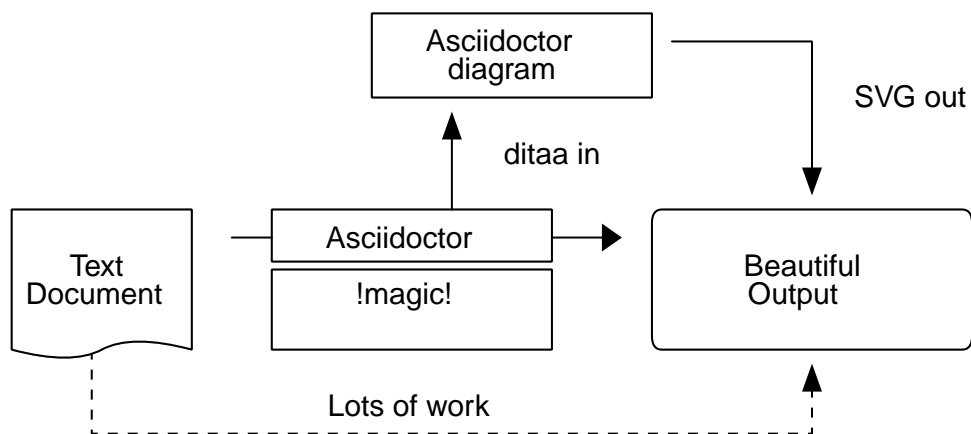 Asciidoctor
diagram
SVG out
ditaa in
Asciidoctor
Text
Document
!magic!
Beautiful
Output
Lots of work